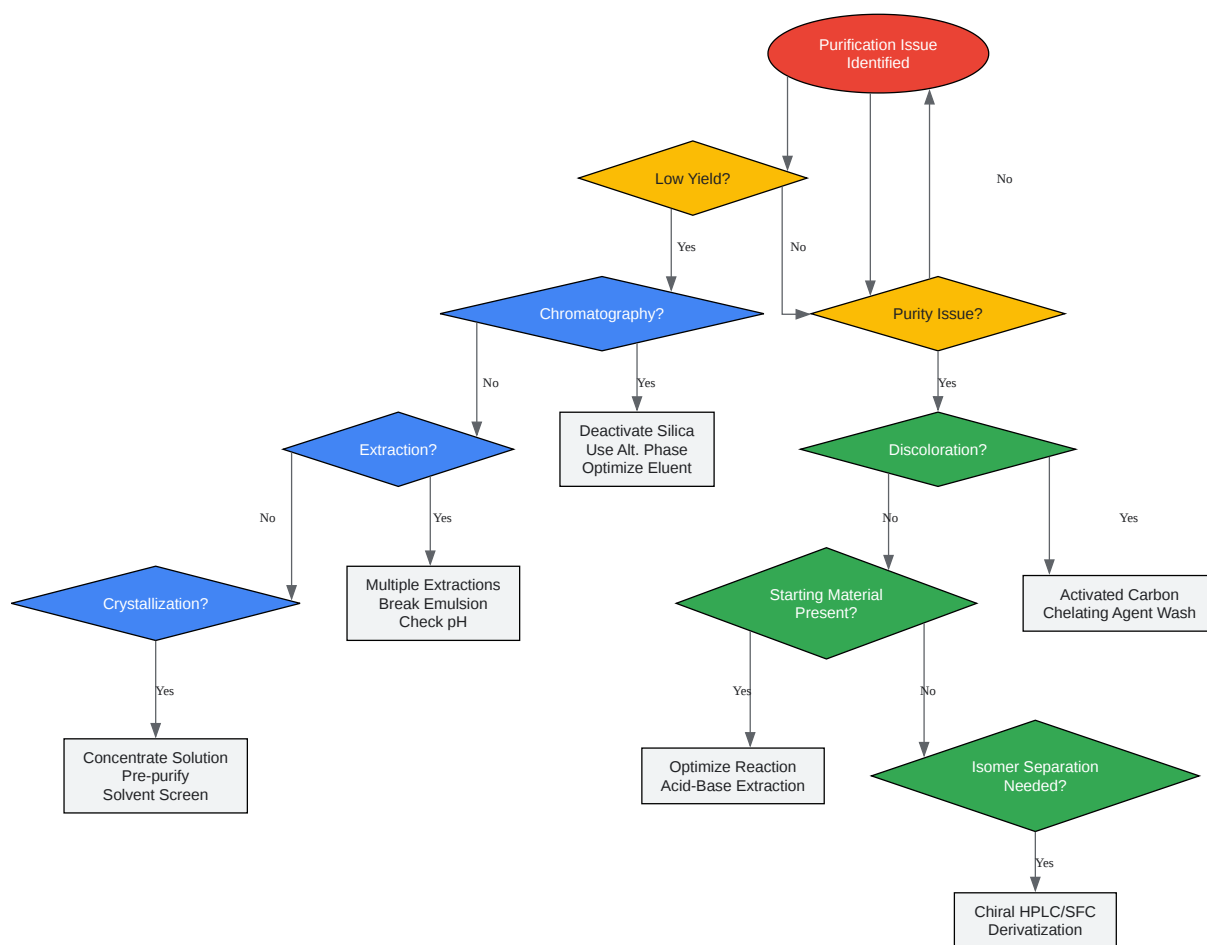 Purification Issue
Identified
Low Yield?
No
Yes
No
Chromatography?
Purity Issue?
No
Yes
Yes
Extraction?
Deactivate Silica
Use Alt. Phase
Optimize Eluent
Discoloration?
No
Yes
No
Yes
Crystallization?
Multiple Extractions
Break Emulsion
Check pH
Starting Material
Present?
Activated Carbon
Chelating Agent Wash
Yes
Yes
No
Concentrate Solution
Pre-purify
Solvent Screen
Optimize Reaction
Acid-Base Extraction
Isomer Separation
Needed?
Yes
Chiral HPLC/SFC
Derivatization